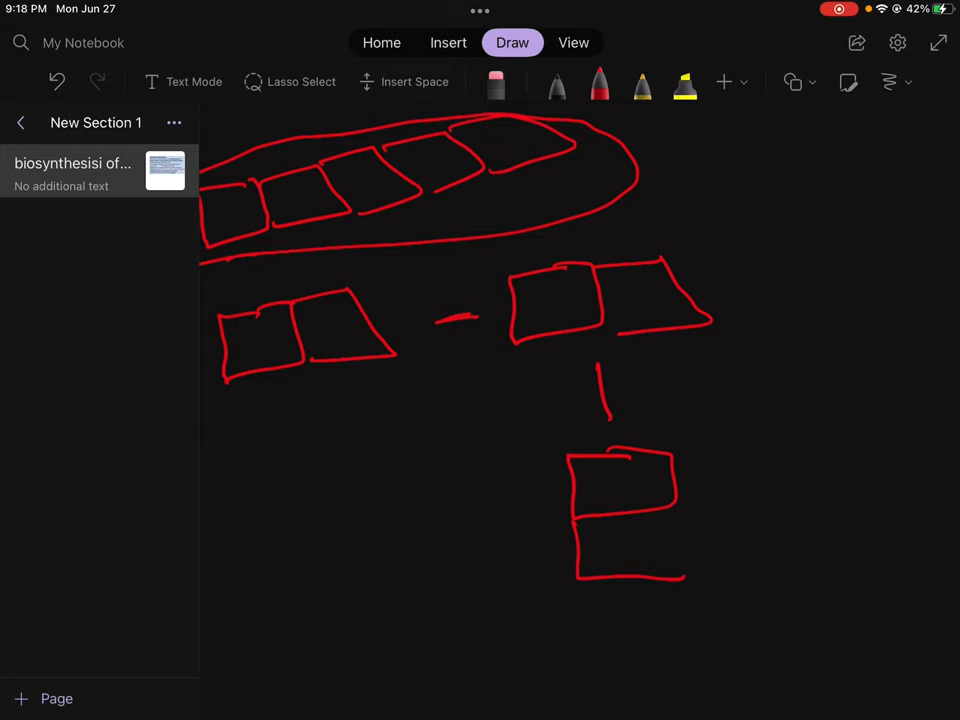 9:18 PM Mon Jun 27
42%
My Notebook
Home Insert Draw View
Text Mode Lasso Select Insert Space
New Section 1
biosynthesisi of...
No additional text
Page